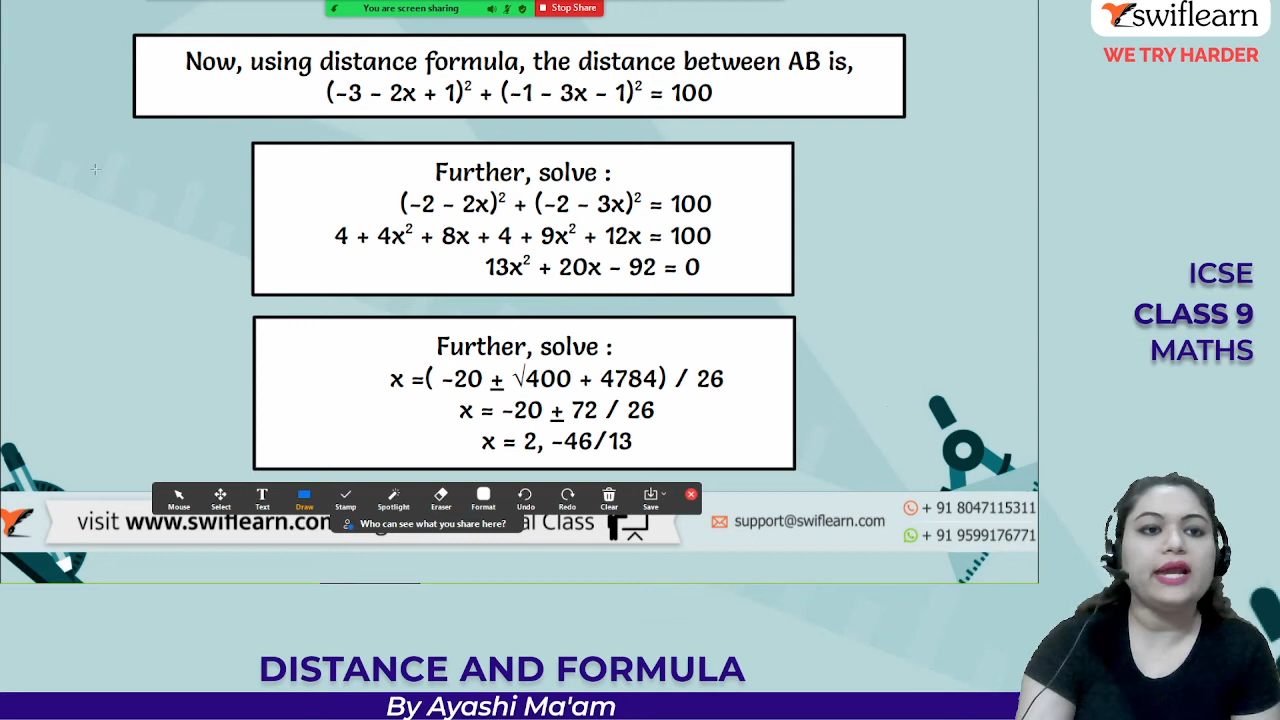 You are screen sharing
Stop Share
swiflearn
WE TRY HARDER
Now, using distance formula, the distance between AB is,
(-3 - 2x + 1)² + (-1 - 3x - 1)² = 100
Further, solve :
(-2 - 2x)² + (-2 - 3x)² = 100
4 + 4x² + 8x + 4 + 9x² + 12x = 100
13x² + 20x - 92 = 0
Further, solve :
x =( -20 ± √400 + 4784) / 26
x = -20 ± 72 / 26
x = 2, -46/13
ICSE
CLASS 9
MATHS
Mouse Select Text Draw Stamp Spotlight Eraser Format Undo Redo Clear Save
Who can see what you share here?
visit www.swiflearn.com
al Class
support@swiflearn.com
+ 91 8047115311
+ 91 9599176771
DISTANCE AND FORMULA
By Ayashi Ma'am